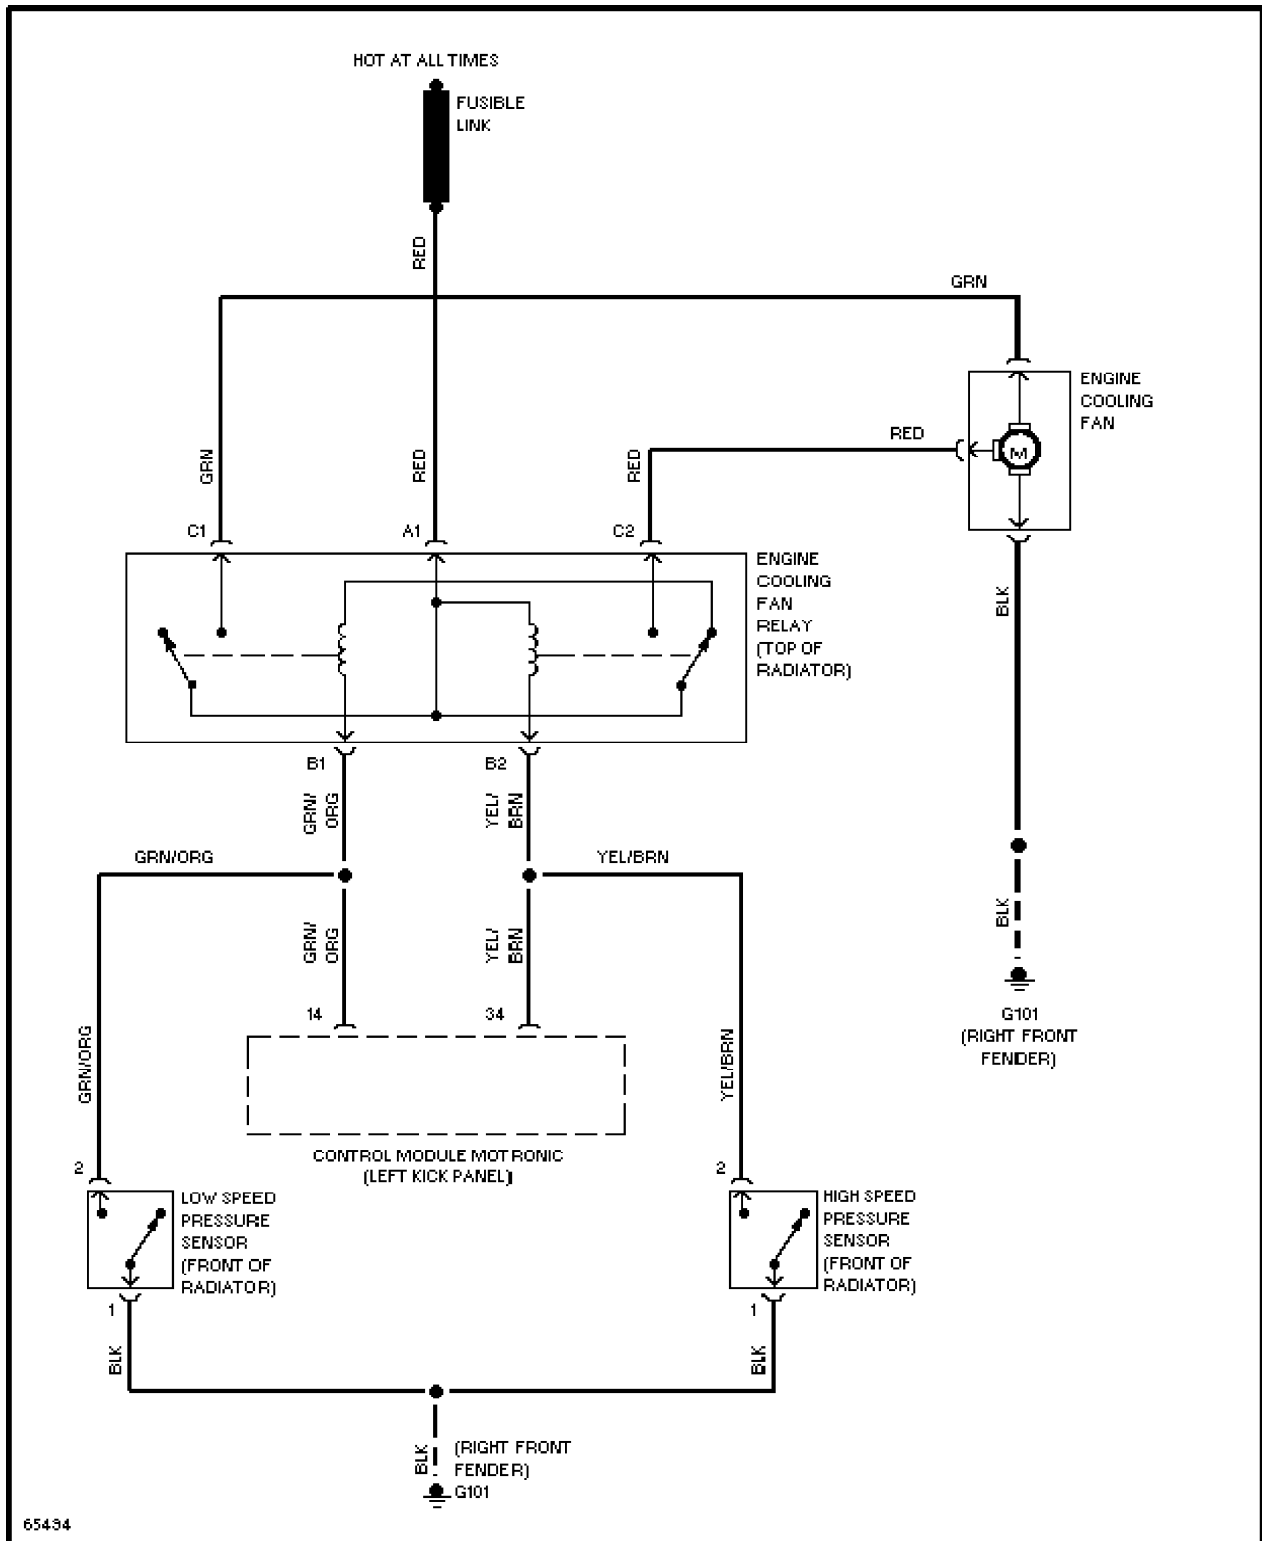 HOT AT ALL TIMES
FUSIBLE
LINK
RED
GRN
ENGINE
COOLING
FAN
RED
M
GRN
RED
RED
C1
A1
C2
ENGINE
COOLING
FAN
RELAY
(TOP OF
RADIATOR)
BLK
B1
B2
GRN/
ORG
YEL/
BRN
GRN/ORG
YEL/BRN
BLK
GRN/
ORG
YEL/
BRN
14
34
G101
(RIGHT FRONT
FENDER)
GRN/ORG
YEL/BRN
CONTROL MODULE MOTRONIC
(LEFT KICK PANEL)
2
2
LOW SPEED
PRESSURE
SENSOR
(FRONT OF
RADIATOR)
HIGH SPEED
PRESSURE
SENSOR
(FRONT OF
RADIATOR)
1
1
BLK
BLK
BLK
(RIGHT FRONT
FENDER)
G101
65494